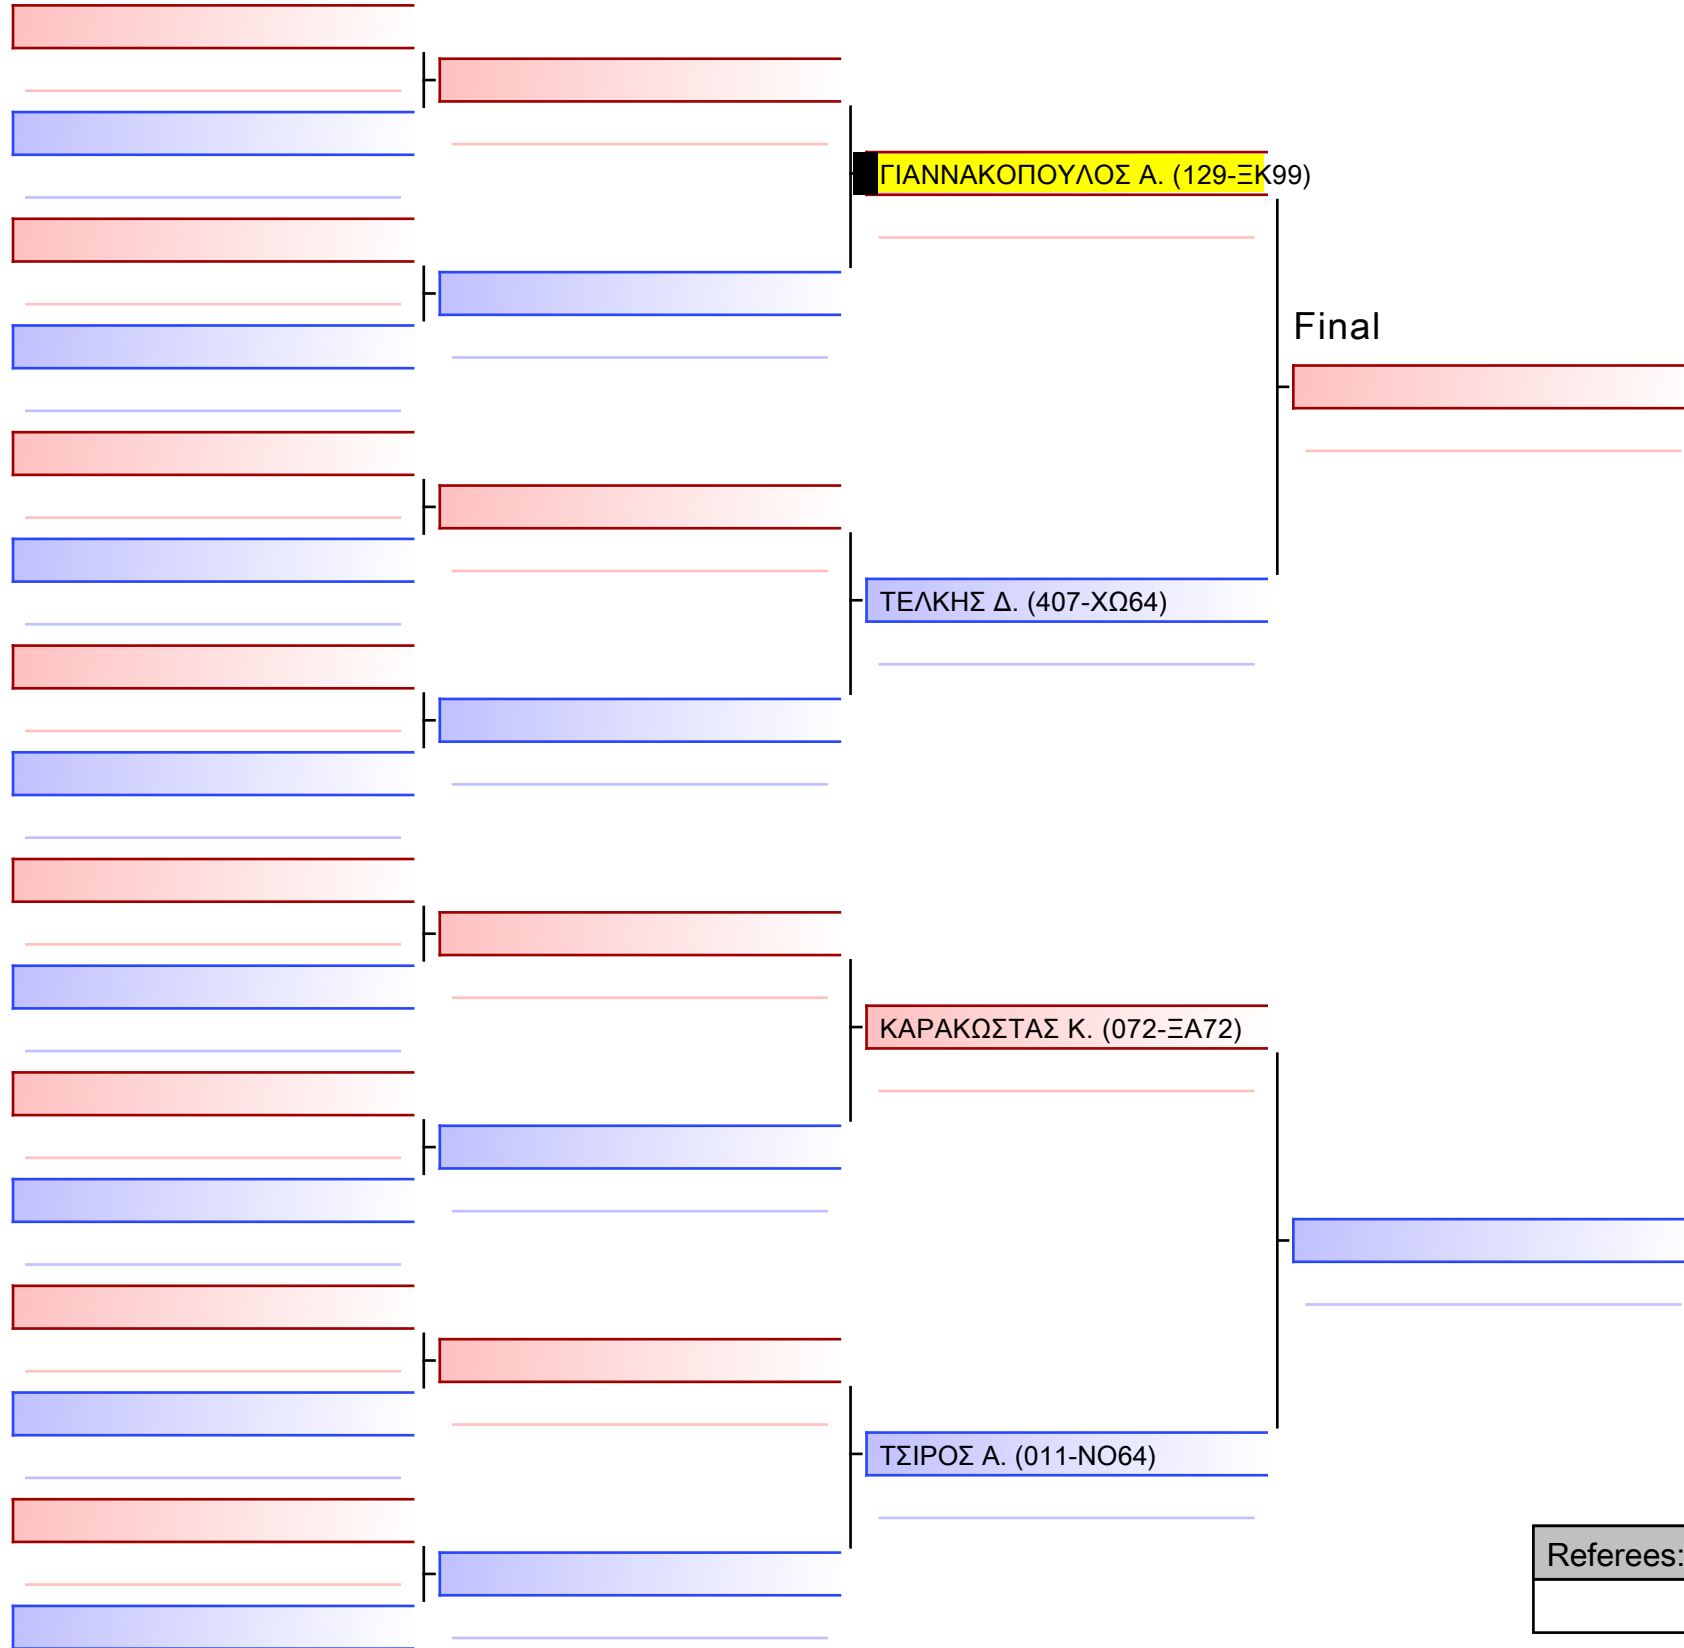 ΓΙΑΝΝΑΚΟΠΟΥΛΟΣ Α. (129-ΞΚ99)
Final
ΤΕΛΚΗΣ Δ. (407-ΧΩ64)
ΚΑΡΑΚΩΣΤΑΣ Κ. (072-ΞΑ72)
ΤΣΙΡΟΣ Α. (011-ΝΟ64)
Referees: